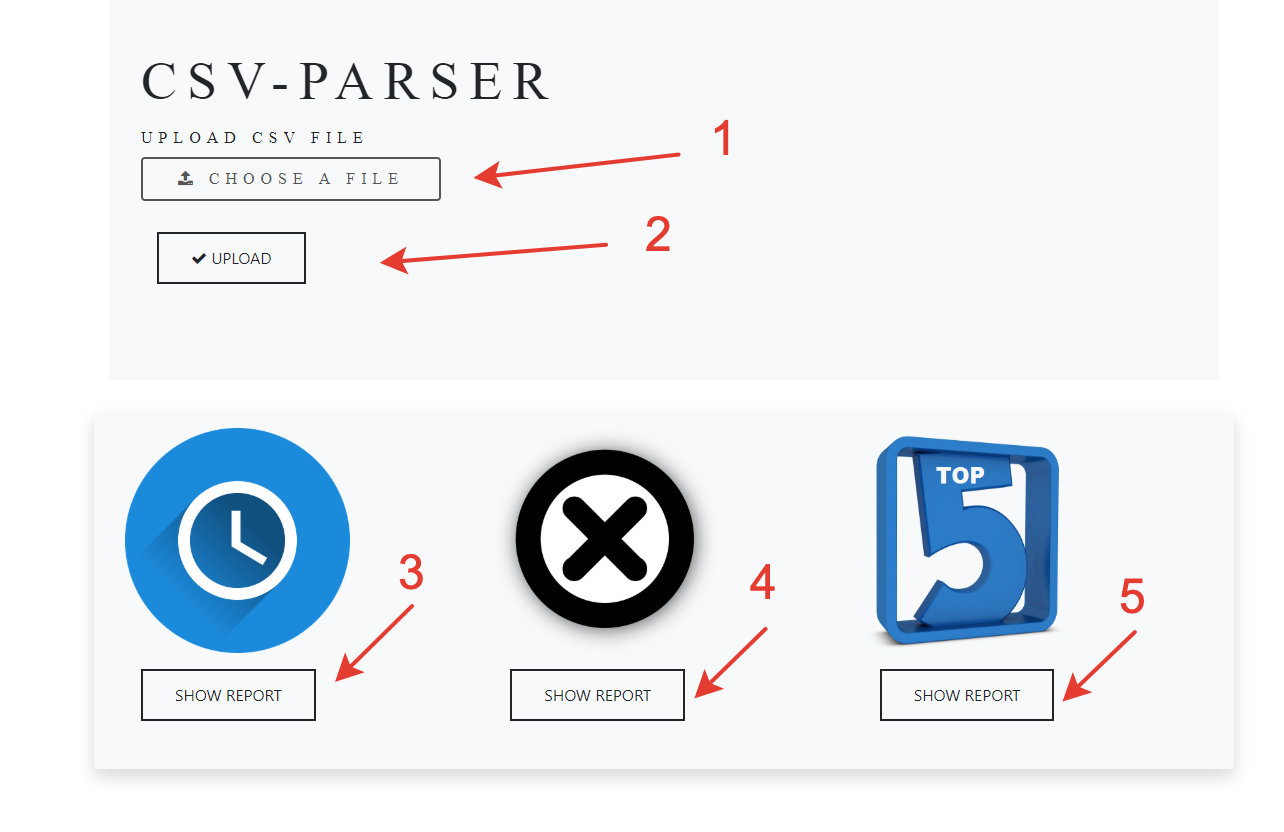 CSV-PARSER
UPLOAD CSV FILE
CHOOSE A FILE
1
UPLOAD
2
TOP
5
3
4
5
SHOW REPORT
SHOW REPORT
SHOW REPORT